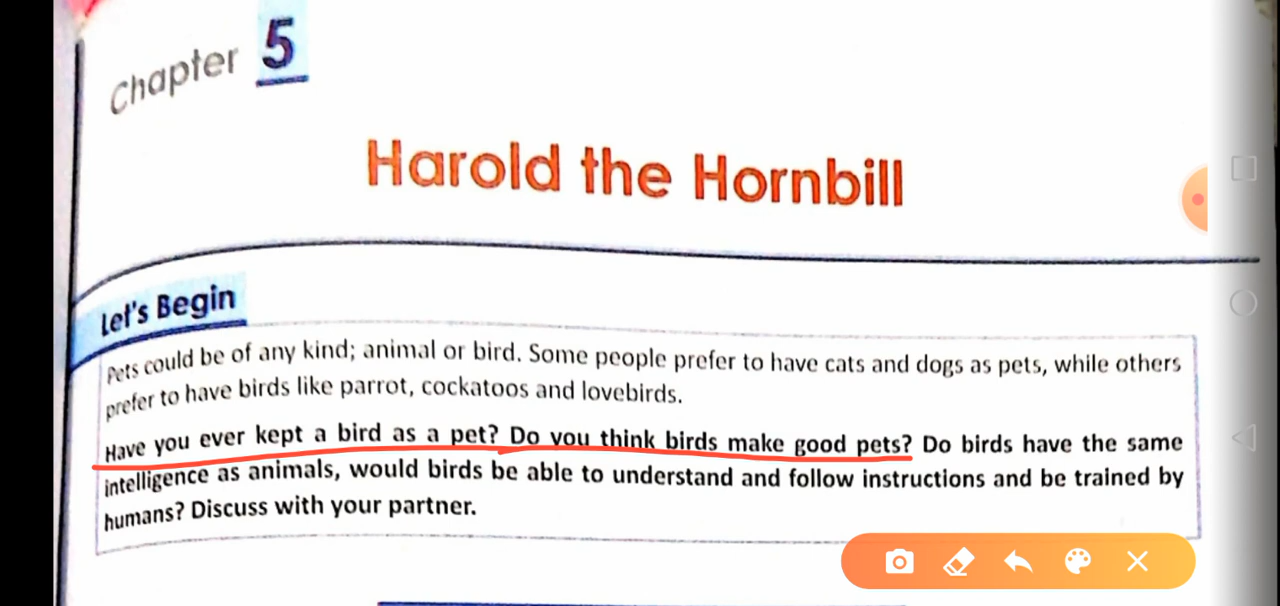 Chapter 5
Harold the Hornbill
Let's Begin
Pets could be of any kind; animal or bird. Some people prefer to have cats and dogs as pets, while others
prefer to have birds like parrot, cockatoos and lovebirds.
Have you ever kept a bird as a pet? Do you think birds make good pets? Do birds have the same
intelligence as animals, would birds be able to understand and follow instructions and be trained by
humans? Discuss with your partner.